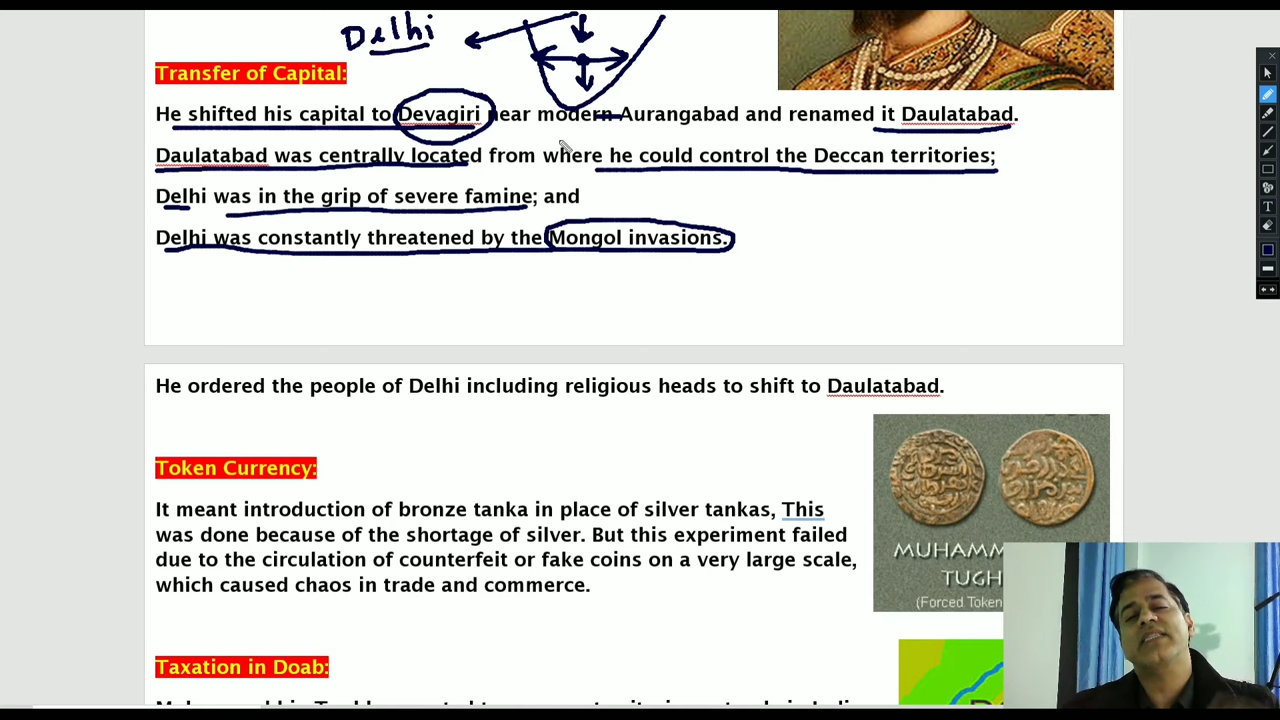 Delhi
Transfer of Capital:
He shifted his capital to Devagiri near modern Aurangabad and renamed it Daulatabad.
Daulatabad was centrally located from where he could control the Deccan territories;
Delhi was in the grip of severe famine; and
Delhi was constantly threatened by the Mongol invasions.
He ordered the people of Delhi including religious heads to shift to Daulatabad.
Token Currency:
It meant introduction of bronze tanka in place of silver tankas, This
was done because of the shortage of silver. But this experiment failed
due to the circulation of counterfeit or fake coins on a very large scale,
which caused chaos in trade and commerce.
MUHAMM
TUGH
(Forced Token
Taxation in Doab: